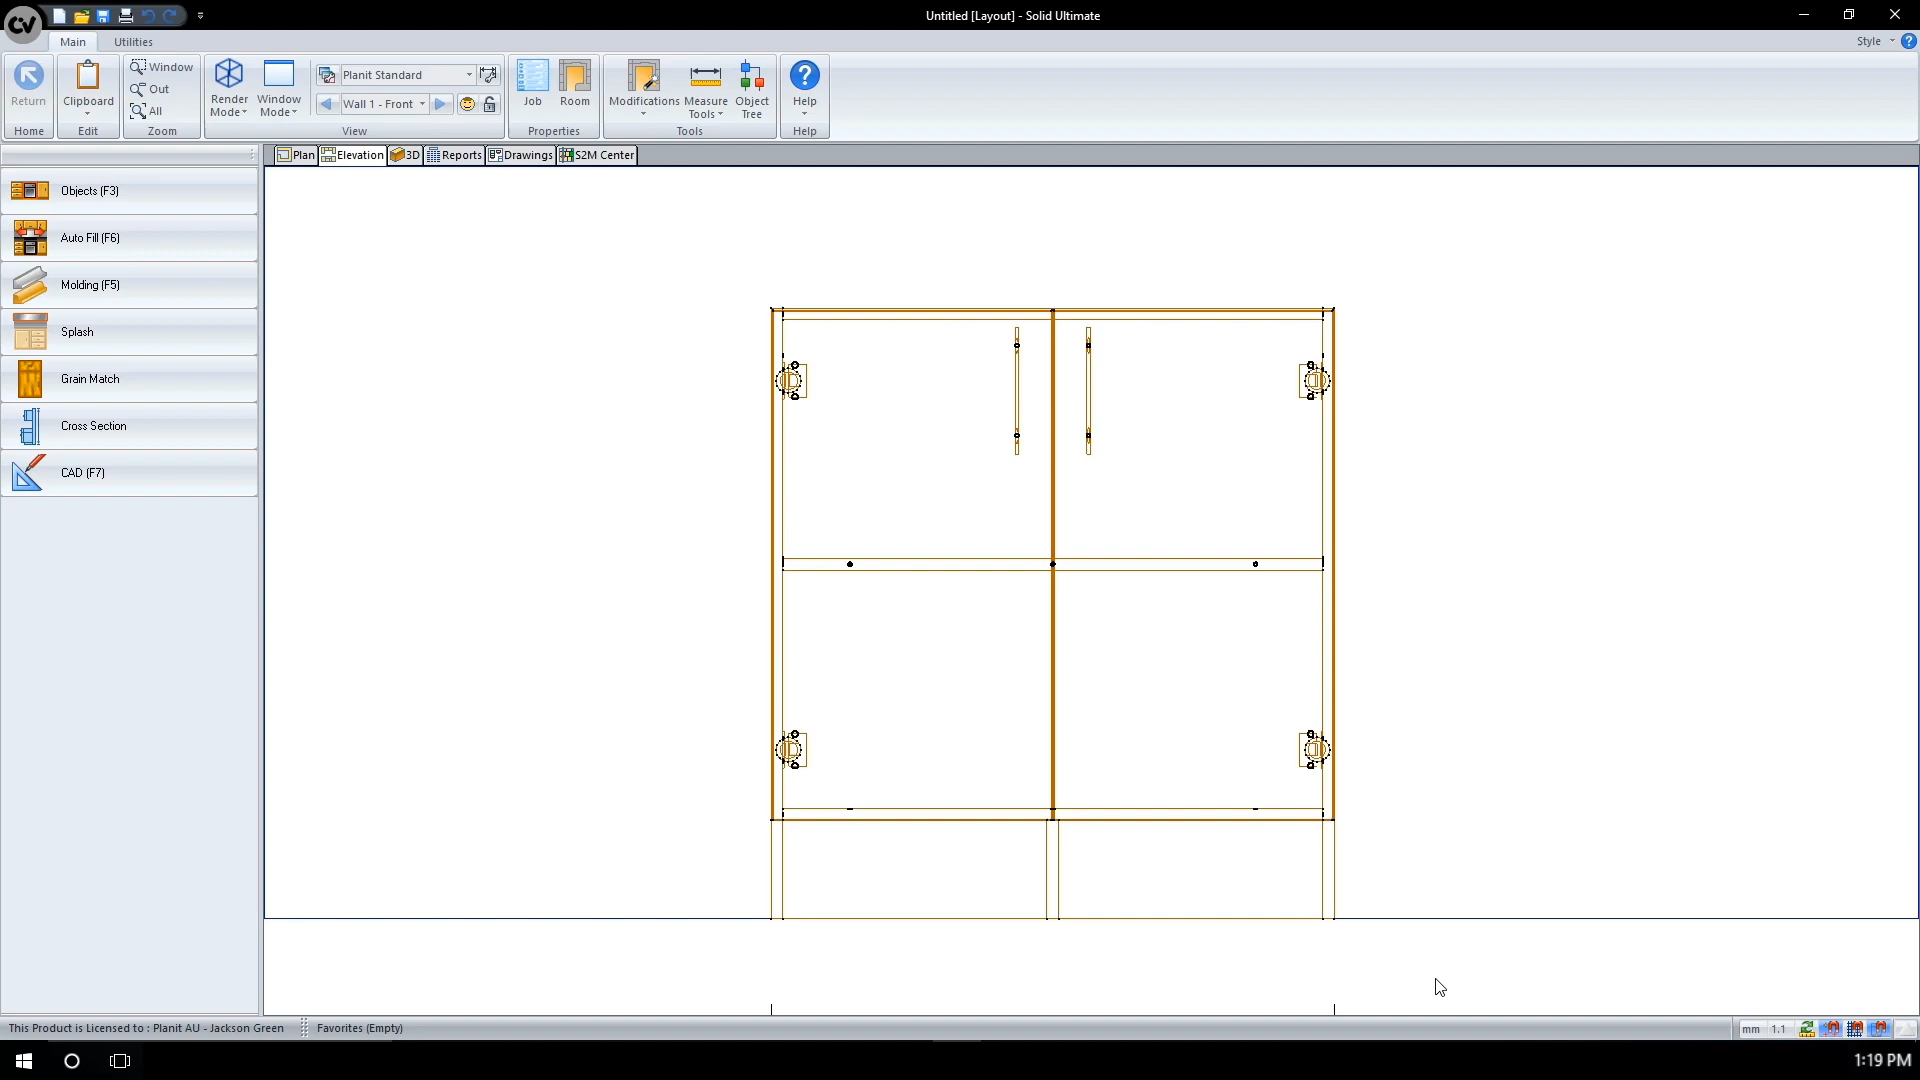 CV
Untitled [Layout] - Solid Ultimate
Main
Utilities
Style
Return
Home
Clipboard
Edit
Window
Out
All
Zoom
Render Mode
Window Mode
Planit Standard
Wall 1 - Front
View
Job
Room
Properties
Modifications
Measure Tools
Object Tree
Tools
Help
Help
Plan
Elevation
3D
Reports
Drawings
S2M Center
Objects (F3)
Auto Fill (F6)
Molding (F5)
Splash
Grain Match
Cross Section
CAD (F7)
This Product is Licensed to : Planit AU - Jackson Green
Favorites (Empty)
mm
1.1
1:19 PM